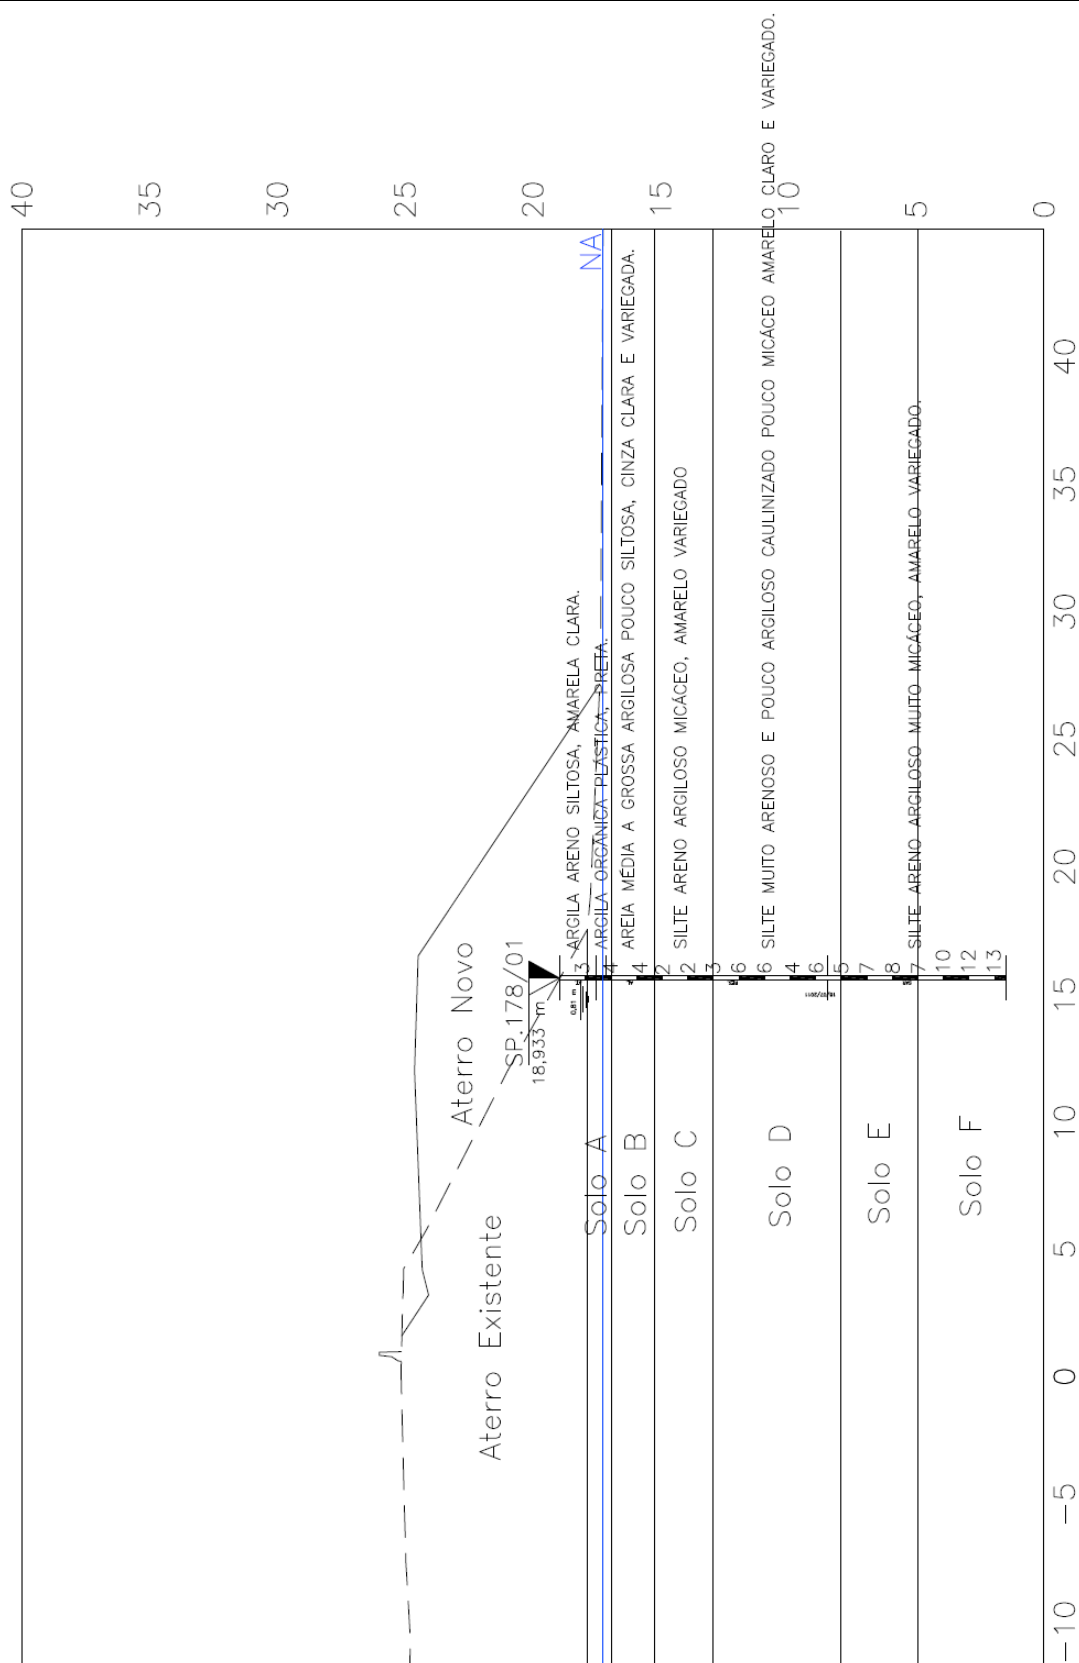 40
35
30
25
20
15
10
5
0
NA
ARGILA ARENO SILTOSA, AMARELA CLARA.
ARGILA ORGÂNICA PLÁSTICA, PRETA.
AREIA MÉDIA A GROSSA ARGILOSA POUCO SILTOSA, CINZA CLARA E VARIEGADA.
SILTE ARENO ARGILOSO MICÁCEO, AMARELO VARIEGADO
SILTE MUITO ARENOSO E POUCO ARGILOSO CAULINIZADO POUCO MICÁCEO AMARELO CLARO E VARIEGADO.
SILTE ARENO ARGILOSO MUITO MICÁCEO, AMARELO VARIEGADO.
Aterro Novo
Aterro Existente
SP.178/01
18,933 m
0,81 m
3
4
4
2
2
3
6
6
4
6
5
7
8
7
10
12
13
Solo A
Solo B
Solo C
Solo D
Solo E
Solo F
-10
-5
0
5
10
15
20
25
30
35
40